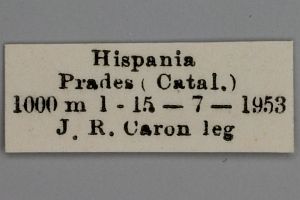 Hispania
Prades ( Catal.)
1000 m 1 - 15 — 7 — 1953
J. R. Caron leg